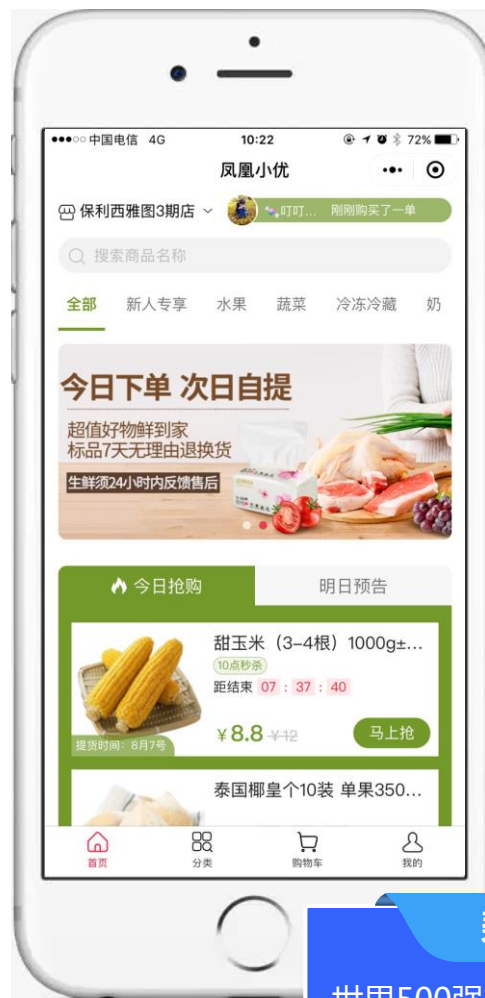 中国电信 4G 10:22 72%
凤凰小优
保利西雅图3期店 叮叮... 刚刚购买了一单
搜索商品名称
全部 新人专享 水果 蔬菜 冷冻冷藏 奶
今日下单 次日自提
超值好物鲜到家
标品7天无理由退换货
生鲜须24小时内反馈售后
今日抢购 明日预告
甜玉米（3-4根）1000g±...
10点秒杀
距结束 07 : 37 : 40
¥8.8 ¥12 马上抢
提货时间：8月7号
泰国椰皇个10装 单果350...
首页 分类 购物车 我的
世界500强